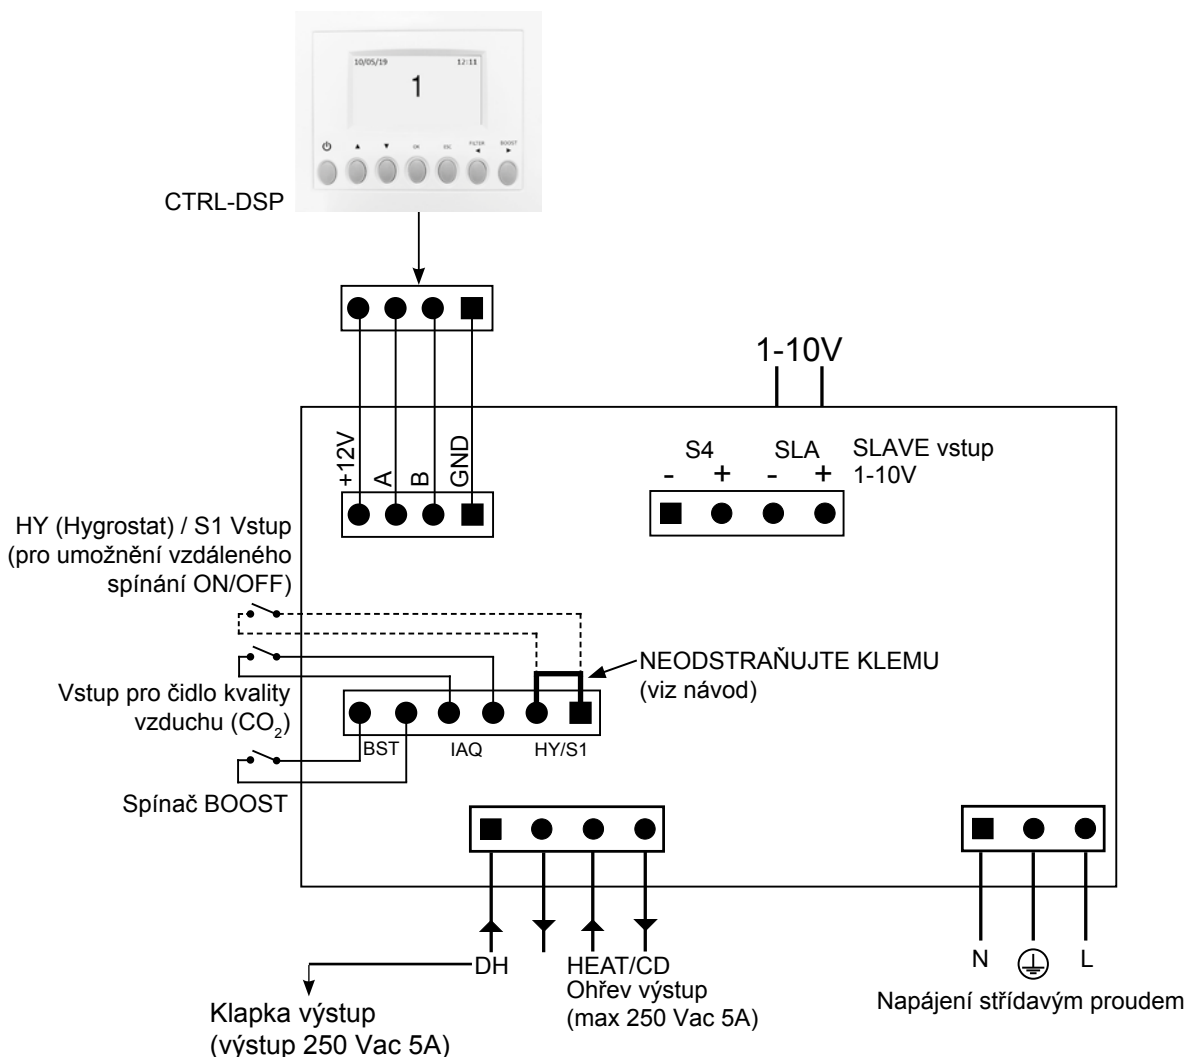 10/05/19 12:11
1
OK ESC FILTER BOOST
CTRL-DSP
1-10V
+12V
A
B
GND
S4 SLA
- + - +
SLAVE vstup
1-10V
HY (Hygrostat) / S1 Vstup
(pro umožnění vzdáleného
spínání ON/OFF)
NEODSTRAŇUJTE KLEMU
(viz návod)
Vstup pro čidlo kvality
vzduchu (CO₂)
BST IAQ HY/S1
Spínač BOOST
DH
Klapka výstup
(výstup 250 Vac 5A)
HEAT/CD
Ohřev výstup
(max 250 Vac 5A)
N L
Napájení střídavým proudem